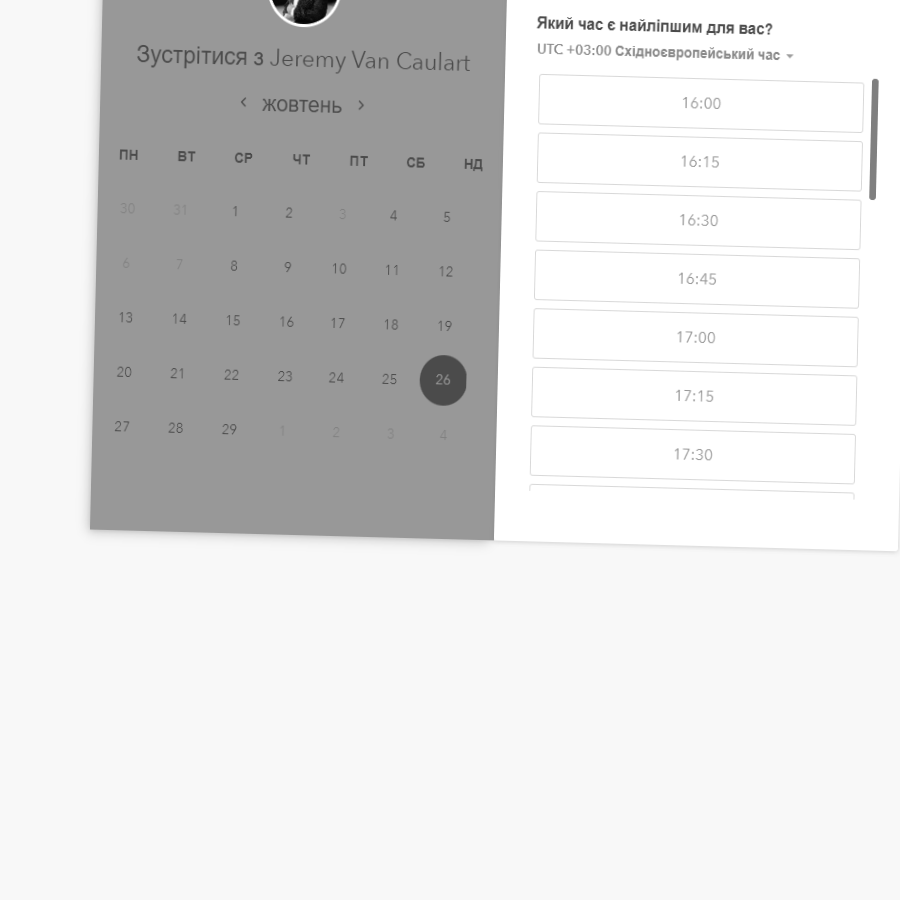 Зустрітися з Jeremy Van Caulart
жовтень
ПН ВТ СР ЧТ ПТ СБ НД
30 31 1 2 3 4 5
6 7 8 9 10 11 12
13 14 15 16 17 18 19
20 21 22 23 24 25 26
27 28 29 1 2 3 4
Який час є найліпшим для вас?
UTC +03:00 Східноєвропейський час
16:00
16:15
16:30
16:45
17:00
17:15
17:30